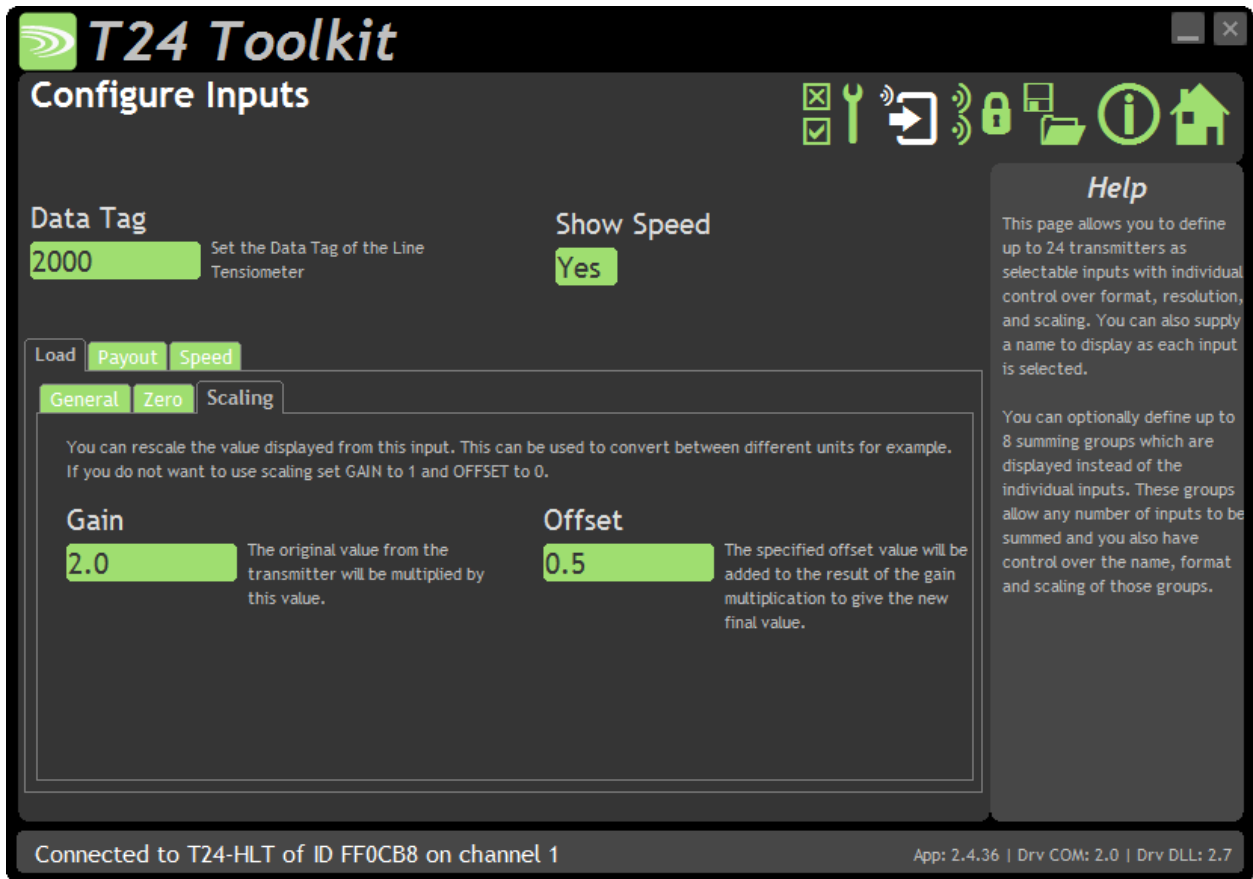 T24 Toolkit
Configure Inputs
Data Tag
2000
Set the Data Tag of the Line
Tensiometer
Show Speed
Yes
Load
Payout
Speed
General
Zero
Scaling
You can rescale the value displayed from this input. This can be used to convert between different units for example.
If you do not want to use scaling set GAIN to 1 and OFFSET to 0.
Gain
2.0
The original value from the
transmitter will be multiplied by
this value.
Offset
0.5
The specified offset value will be
added to the result of the gain
multiplication to give the new
final value.
Help
This page allows you to define
up to 24 transmitters as
selectable inputs with individual
control over format, resolution,
and scaling. You can also supply
a name to display as each input
is selected.
You can optionally define up to
8 summing groups which are
displayed instead of the
individual inputs. These groups
allow any number of inputs to be
summed and you also have
control over the name, format
and scaling of those groups.
Connected to T24-HLT of ID FF0CB8 on channel 1
App: 2.4.36 | Drv COM: 2.0 | Drv DLL: 2.7